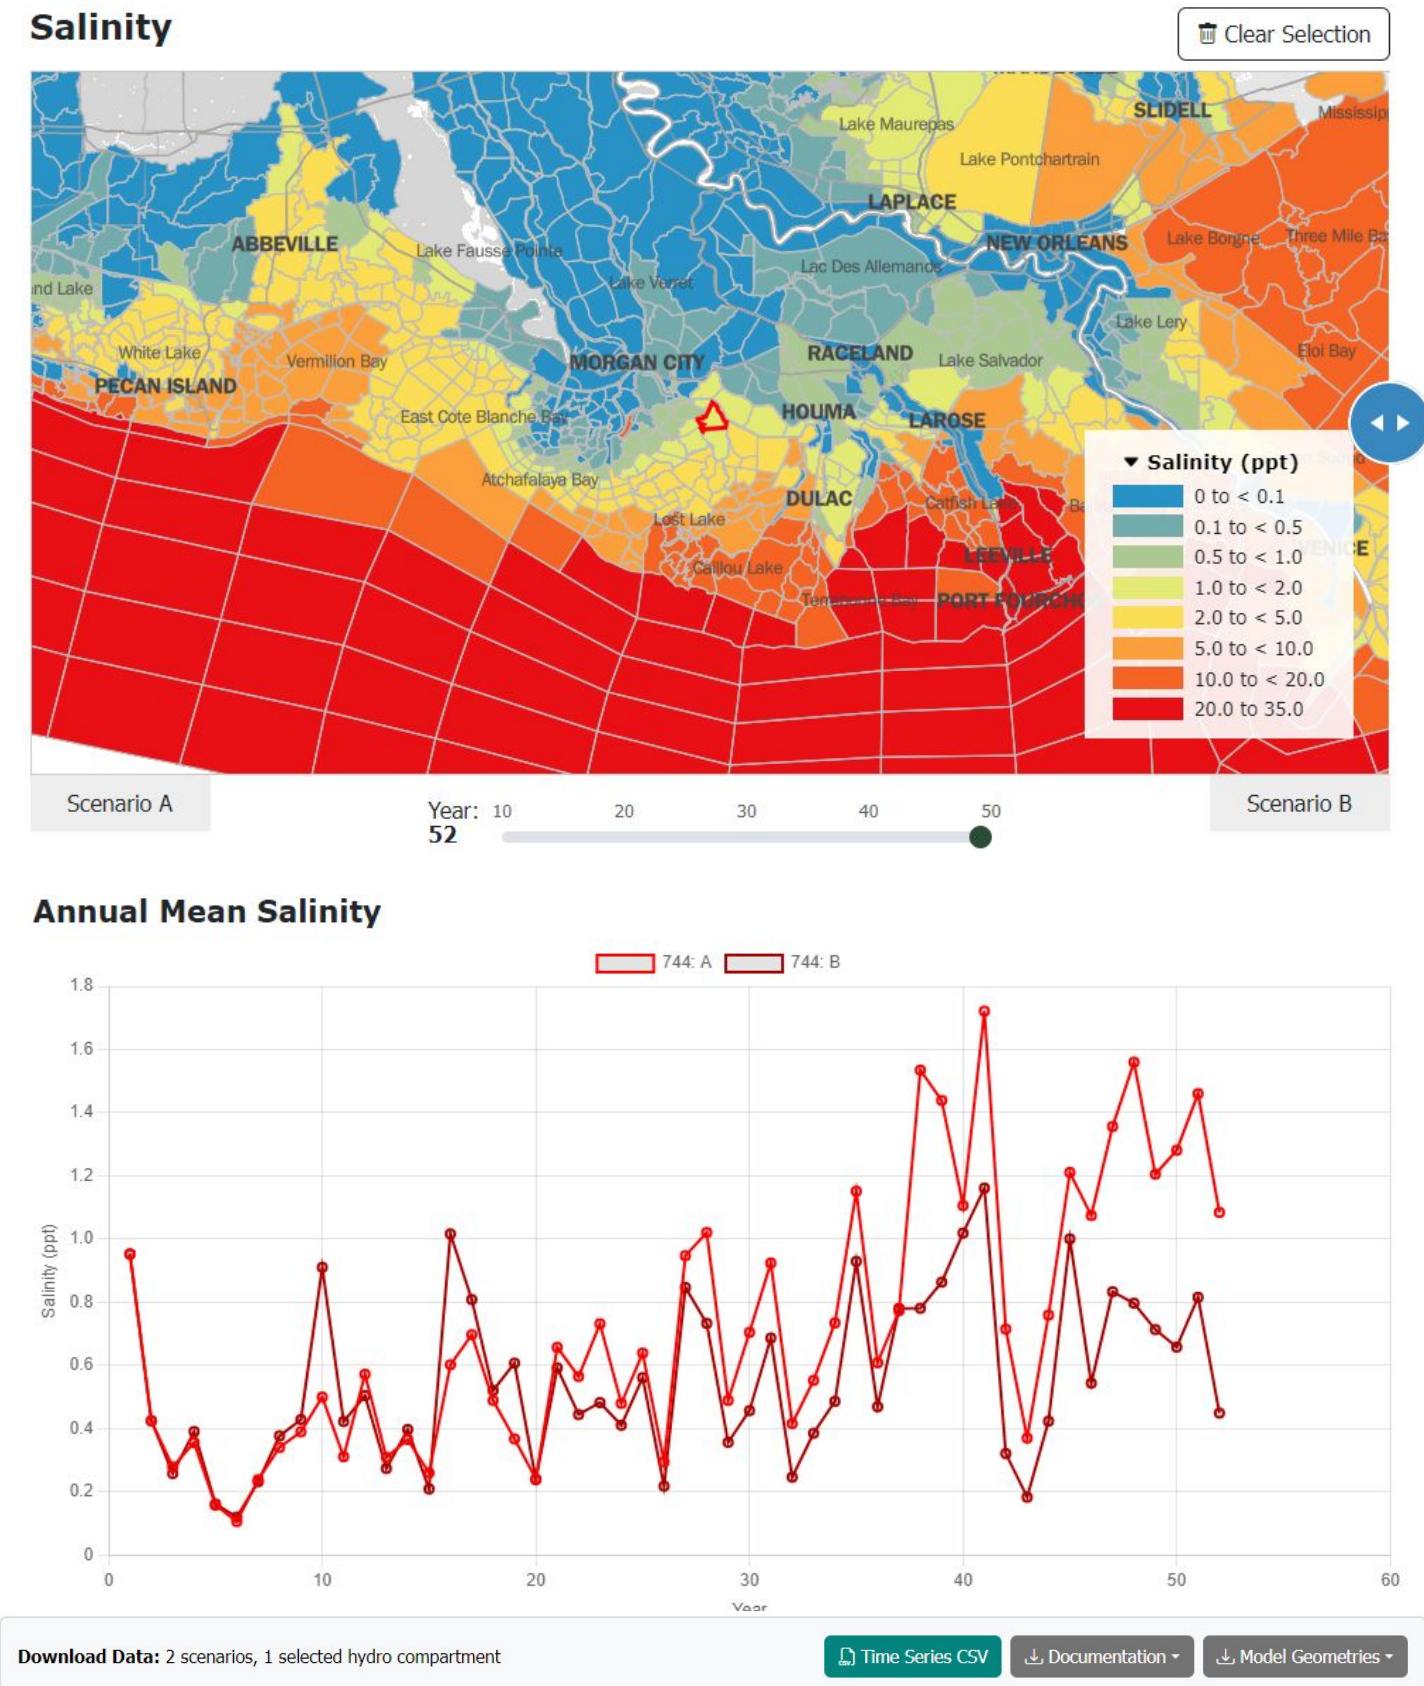 Salinity
Clear Selection
SLIDELL
Lake Maurepas
Mississip
Lake Pontchartrain
LAPLACE
ABBEVILLE
Lake Fausse Pointe
NEW ORLEANS
Lake Borgne
Three Mile Ba
Lac Des Allemands
Lake Verret
nd Lake
Lake Lery
White Lake
Vermilion Bay
MORGAN CITY
RACELAND
Lake Salvador
Eloi Bay
PECAN ISLAND
East Cote Blanche Bay
HOUMA
LAROSE
Salinity (ppt)
Atchafalaya Bay
0 to < 0.1
DULAC
Catfish Lake
Ba
Lost Lake
0.1 to < 0.5
LEEVILLE
VENICE
0.5 to < 1.0
Caillou Lake
1.0 to < 2.0
PORT FOURCHO
2.0 to < 5.0
5.0 to < 10.0
10.0 to < 20.0
20.0 to 35.0
Scenario A
Year: 10 20 30 40 50
52
Scenario B
Annual Mean Salinity
744: A 744: B
1.8
1.6
1.4
1.2
1.0
0.8
0.6
0.4
0.2
0
Salinity (ppt)
0 10 20 30 40 50 60
Year
Download Data: 2 scenarios, 1 selected hydro compartment
Time Series CSV
Documentation
Model Geometries